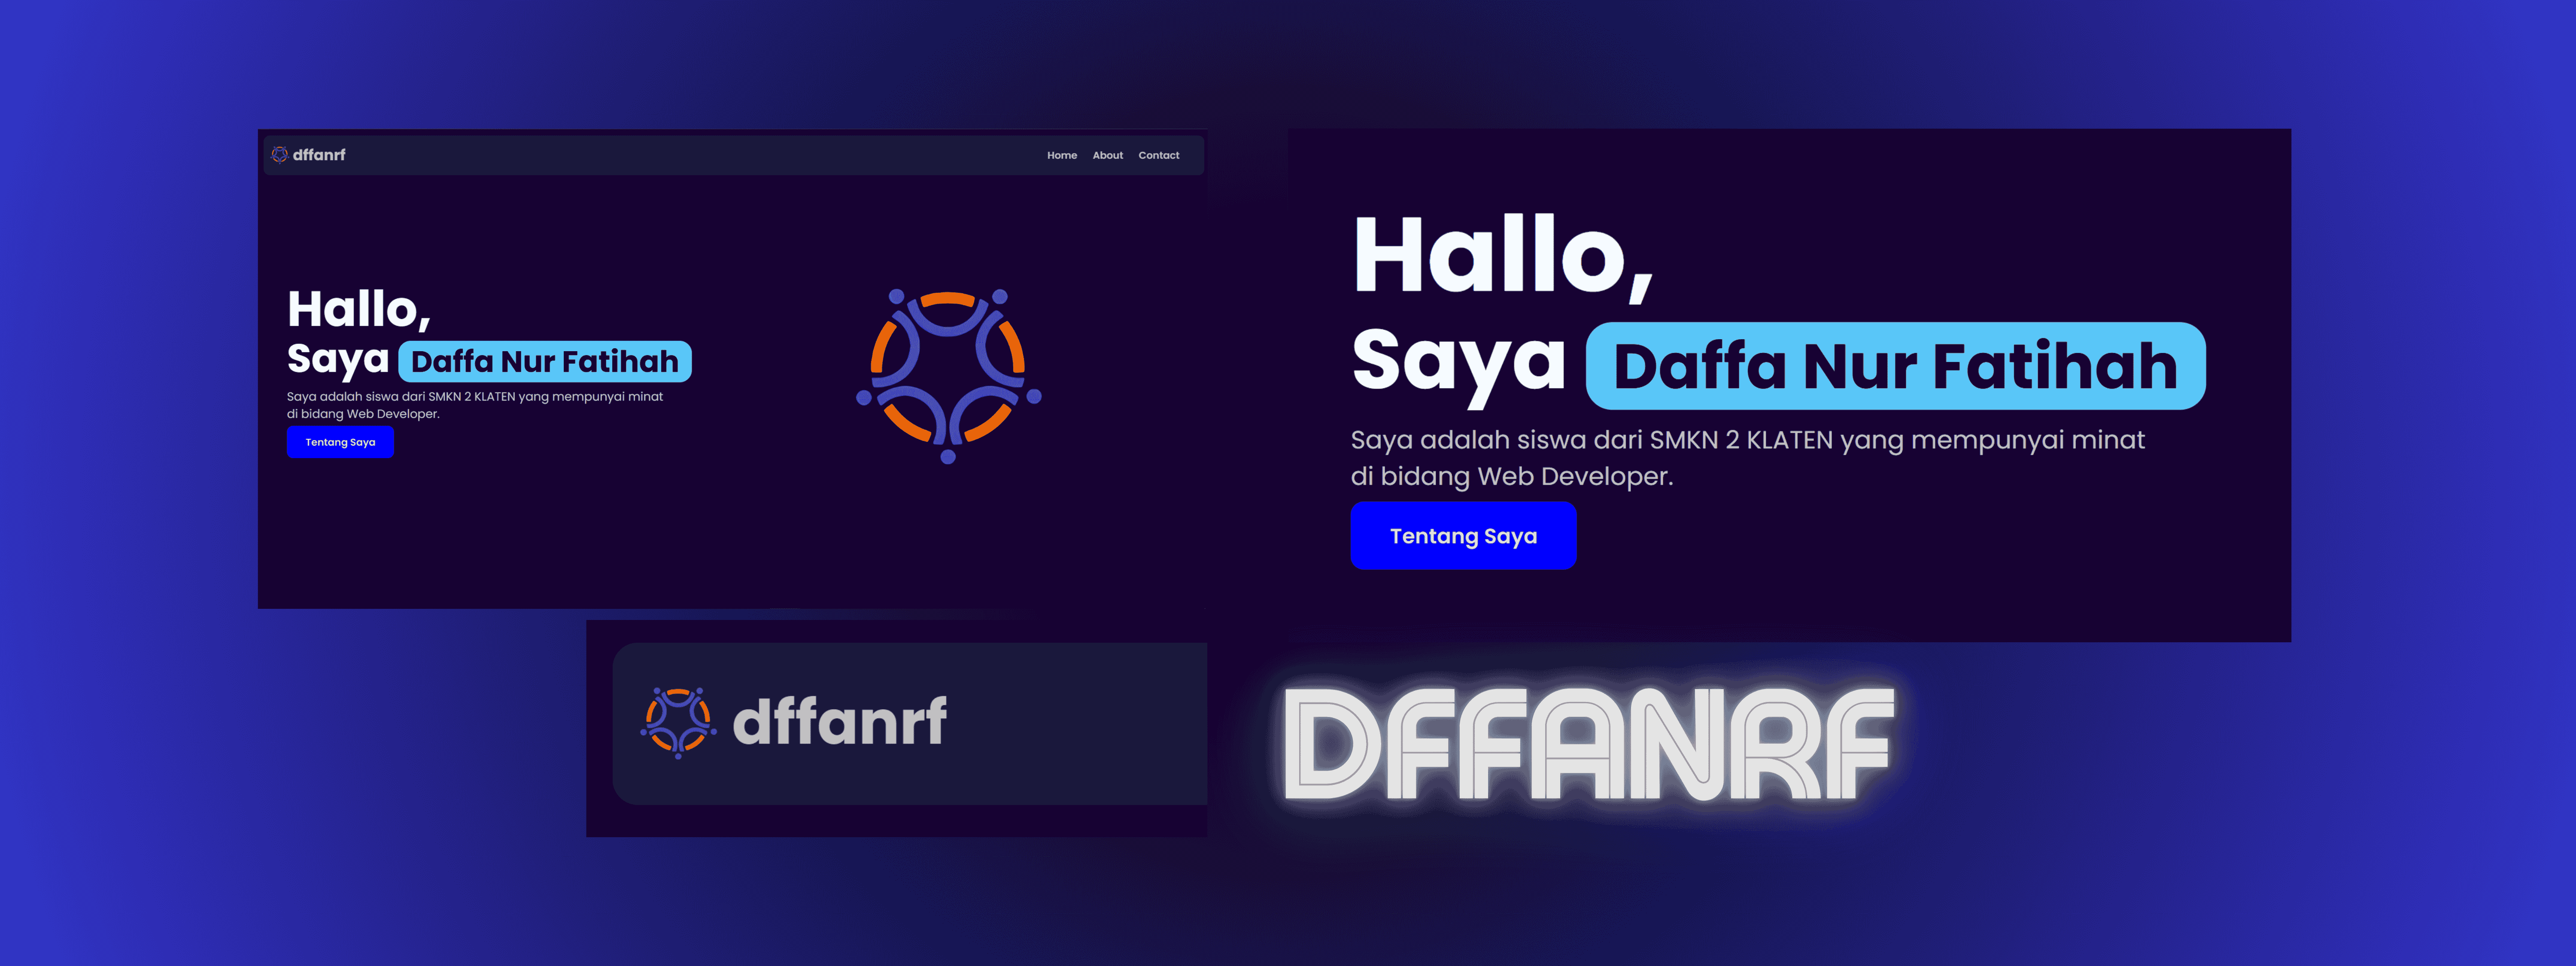 dffanrf
Home About Contact
Hallo,
Saya Daffa Nur Fatihah
Saya adalah siswa dari SMKN 2 KLATEN yang mempunyai minat
di bidang Web Developer.
Tentang Saya
Hallo,
Saya Daffa Nur Fatihah
Saya adalah siswa dari SMKN 2 KLATEN yang mempunyai minat
di bidang Web Developer.
Tentang Saya
dffanrf
DFFANRF